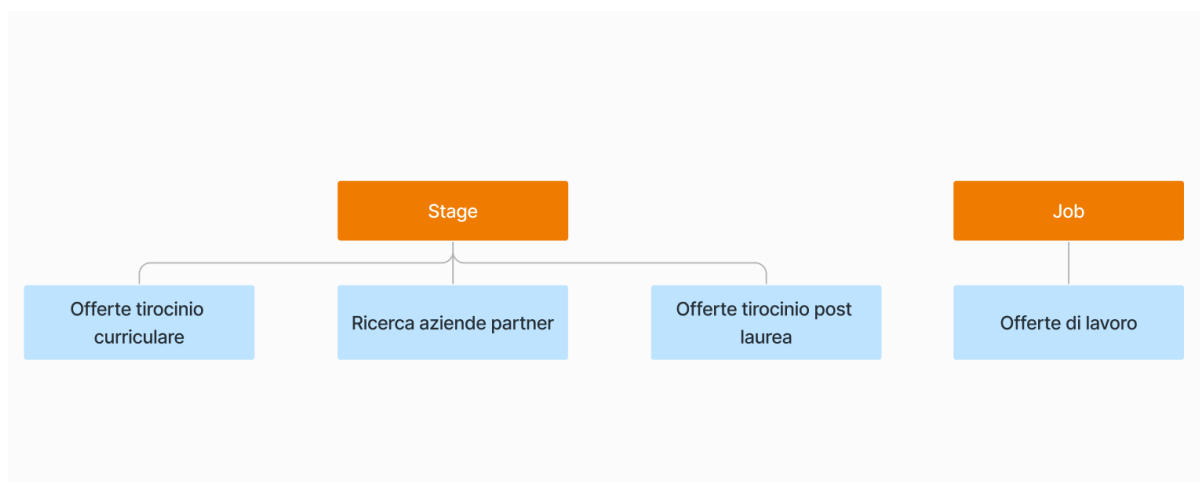 Stage
Job
Offerte tirocinio
curriculare
Ricerca aziende partner
Offerte tirocinio post
laurea
Offerte di lavoro